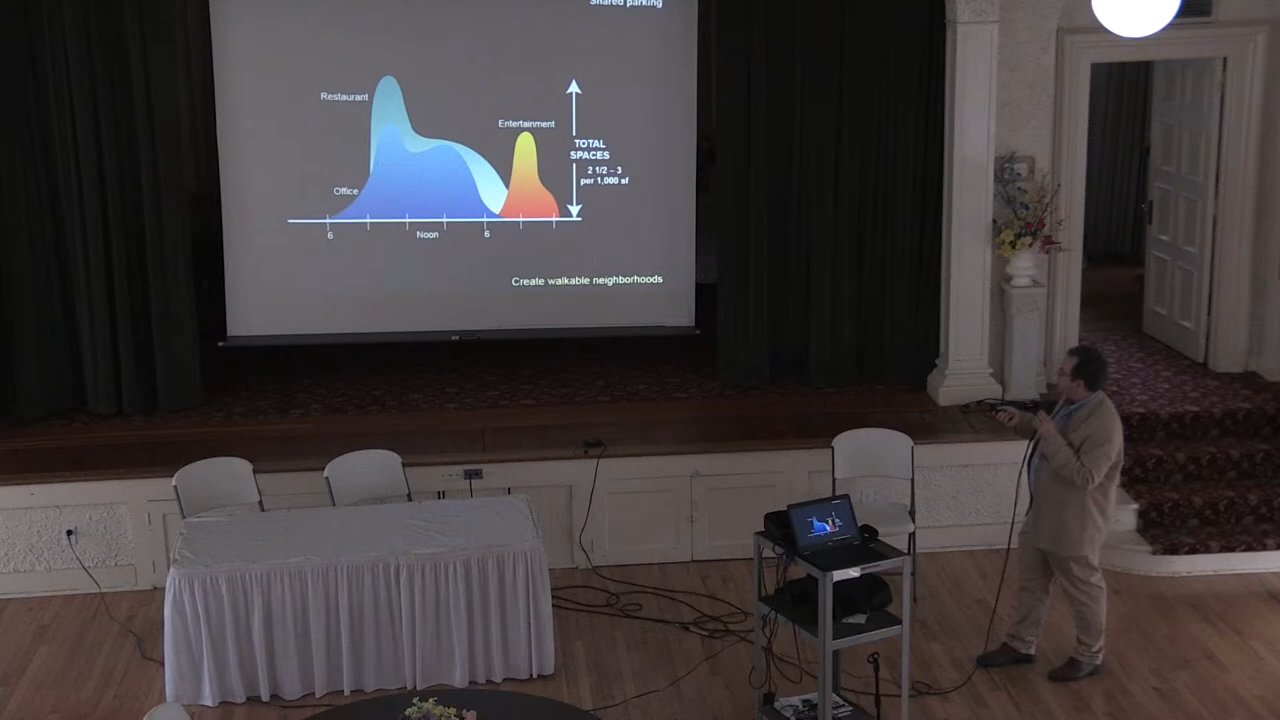 Shared parking
Restaurant
Entertainment
TOTAL
SPACES
2 1/2 – 3
per 1,000 sf
Office
6
Noon
6
Create walkable neighborhoods